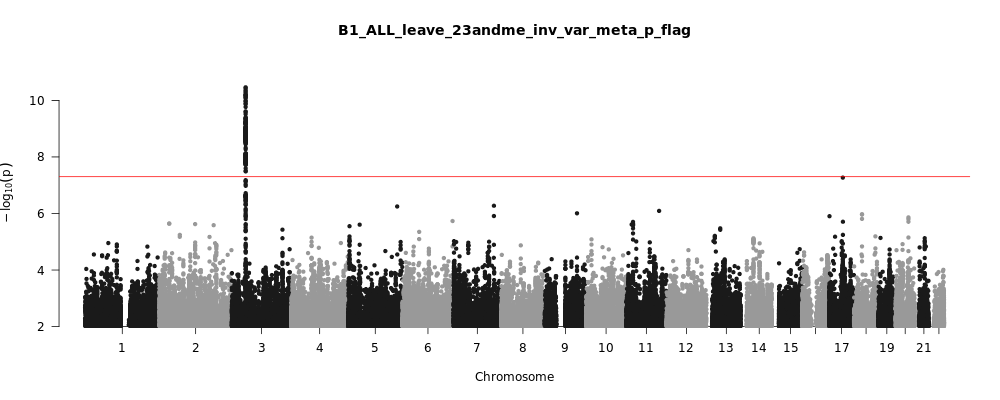 B1_ALL_leave_23andme_inv_var_meta_p_flag
10
8
6
4
2
−log10(p)
1 2 3 4 5 6 7 8 9 10 11 12 13 14 15 17 19 21
Chromosome